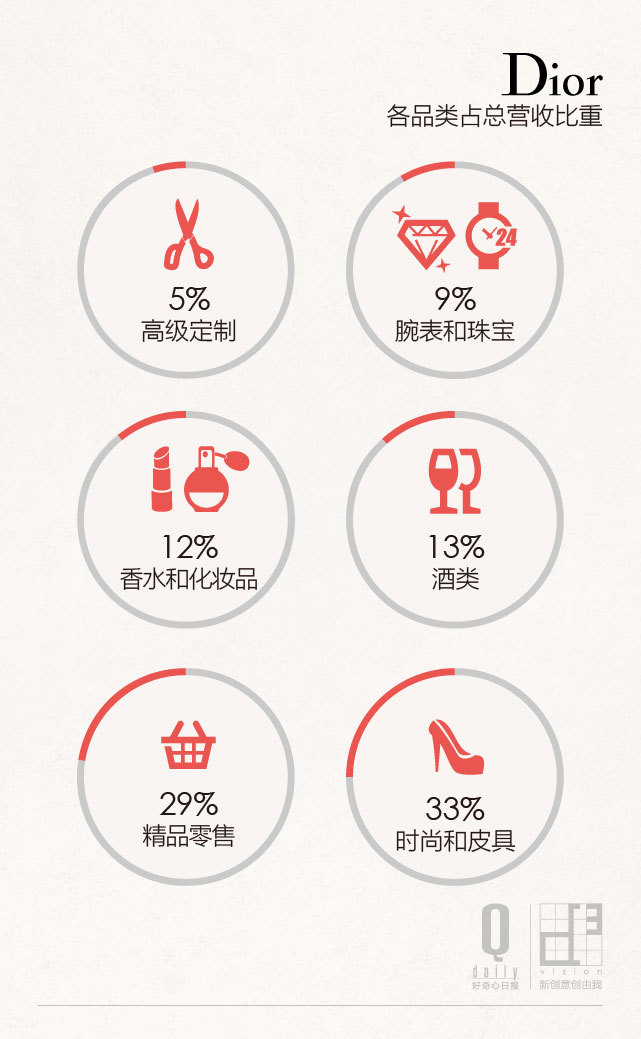 Dior
各品类占总营收比重
5%
高级定制
24
9%
腕表和珠宝
12%
香水和化妆品
13%
酒类
29%
精品零售
33%
时尚和皮具
Q
daily
好奇心日报
vision
新创意创由我